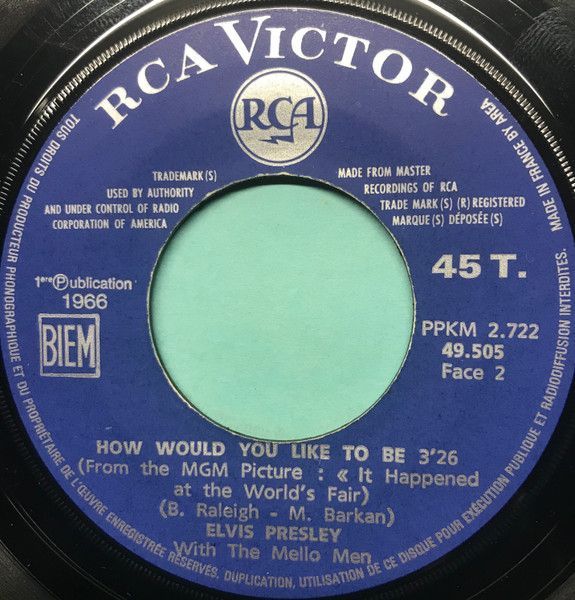 RCA VICTOR
RCA
TRADEMARK (S)
USED BY AUTHORITY
AND UNDER CONTROL OF RADIO
CORPORATION OF AMERICA
MADE FROM MASTER
RECORDINGS OF RCA
TRADE MARK (S) (R) REGISTERED
MARQUE (S) DÉPOSÉE (S)
45 T.
1ere Ⓟublication
1966
BIEM
PPKM 2.722
49.505
Face 2
HOW WOULD YOU LIKE TO BE 3'26
(From the MGM Picture : « It Happened
at the World's Fair)
(B. Raleigh - M. Barkan)
ELVIS PRESLEY
With The Mello Men
TOUS DROITS DU PRODUCTEUR PHONOGRAPHIQUE ET DU PROPRIÉTAIRE DE L'ŒUVRE ENREGISTRÉE RÉSERVÉS, DUPLICATION, UTILISATION DE CE DISQUE POUR EXÉCUTION PUBLIQUE ET RADIODIFFUSION INTERDITES. MADE IN FRANCE BY AREA